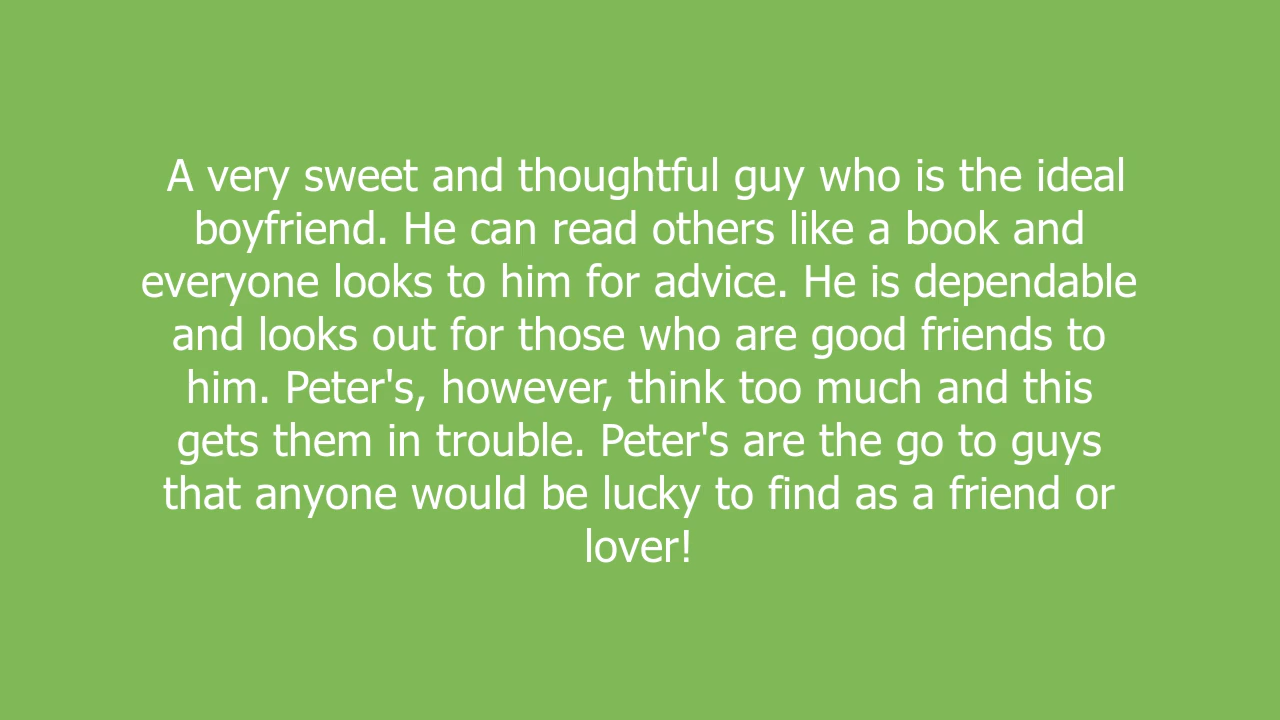 A very sweet and thoughtful guy who is the ideal
boyfriend. He can read others like a book and
everyone looks to him for advice. He is dependable
and looks out for those who are good friends to
him. Peter's, however, think too much and this
gets them in trouble. Peter's are the go to guys
that anyone would be lucky to find as a friend or
lover!